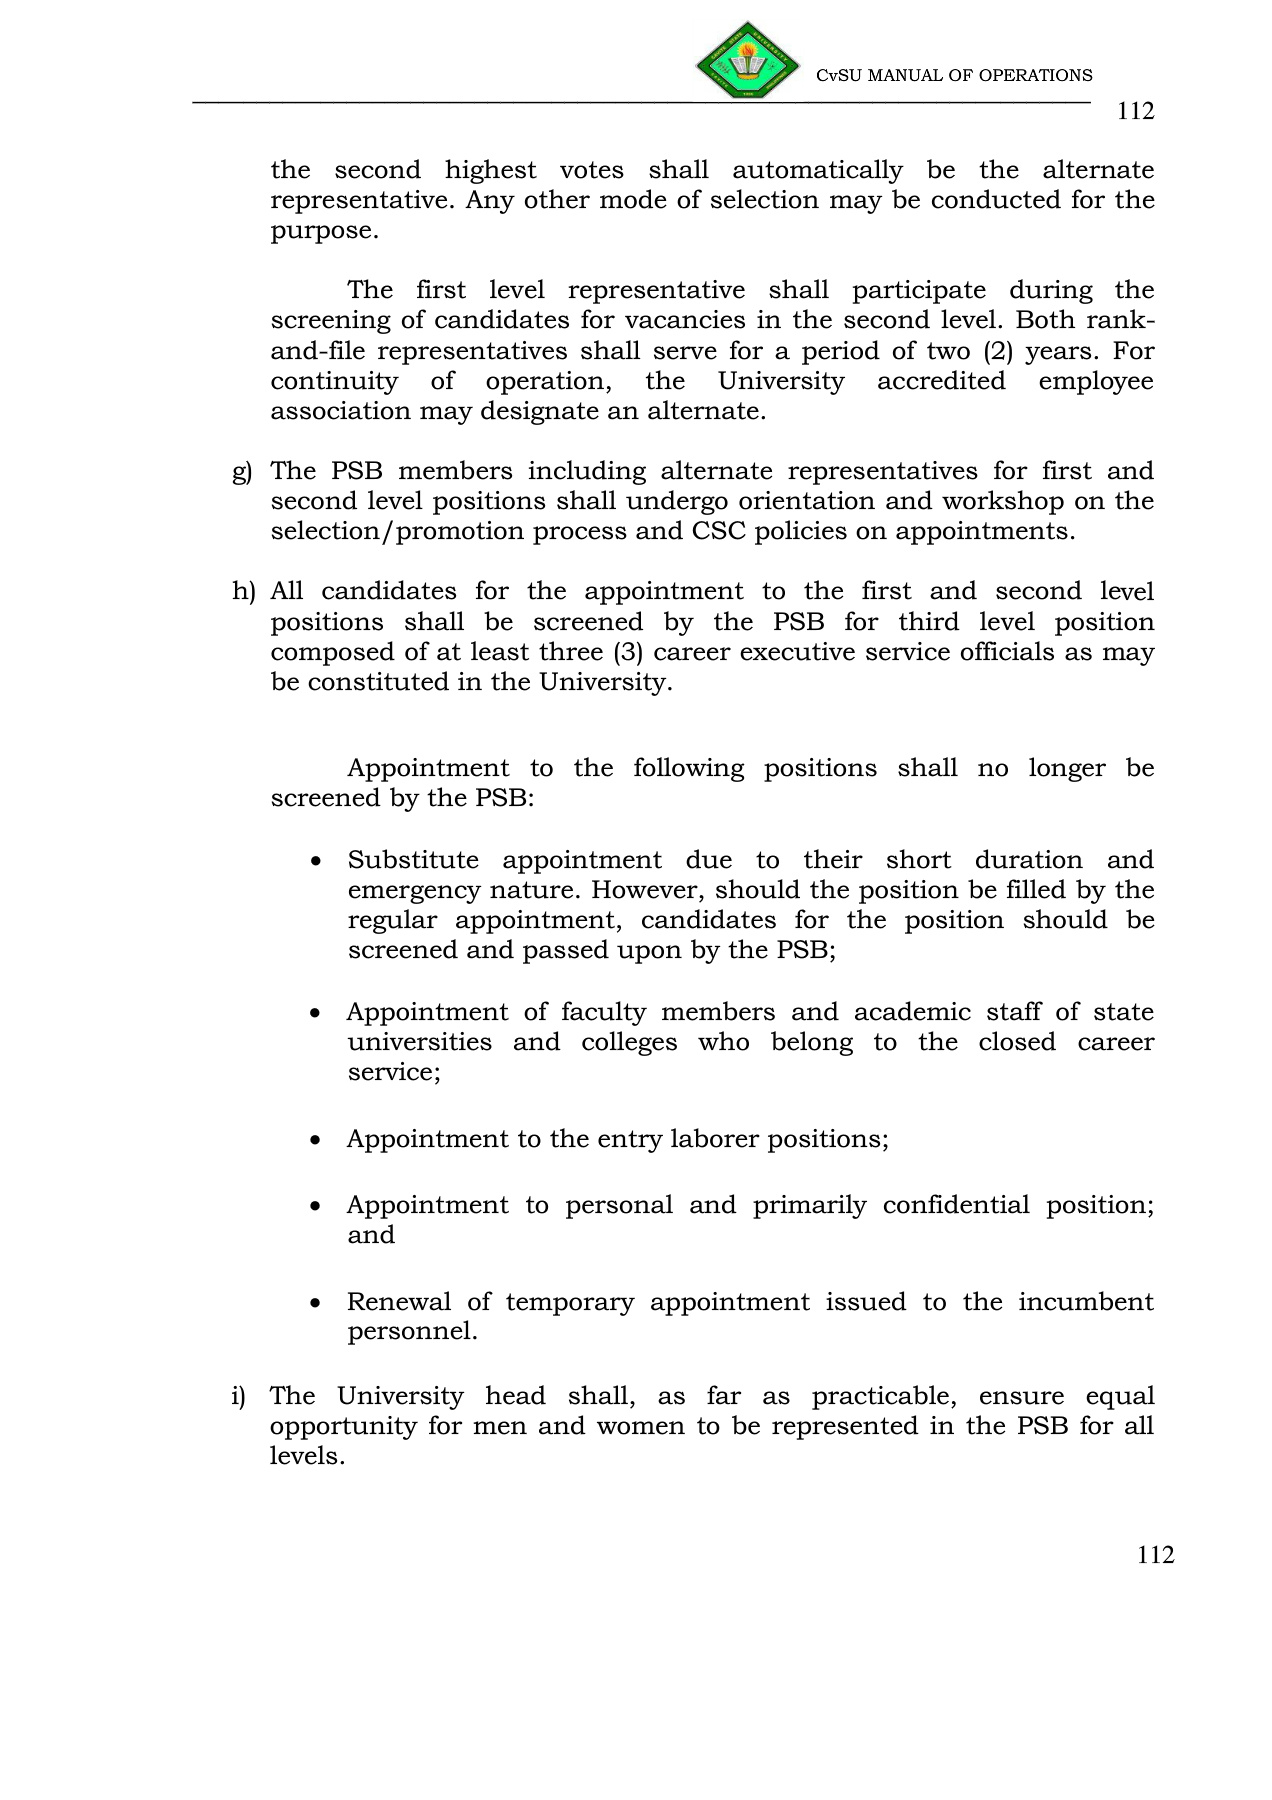 CvSU MANUAL OF OPERATIONS
112
the second highest votes shall automatically be the alternate
representative. Any other mode of selection may be conducted for the
purpose.
The first level representative shall participate during the
screening of candidates for vacancies in the second level. Both rank-
and-file representatives shall serve for a period of two (2) years. For
continuity of operation, the University accredited employee
association may designate an alternate.
g) The PSB members including alternate representatives for first and
second level positions shall undergo orientation and workshop on the
selection/promotion process and CSC policies on appointments.
h) All candidates for the appointment to the first and second level
positions shall be screened by the PSB for third level position
composed of at least three (3) career executive service officials as may
be constituted in the University.
Appointment to the following positions shall no longer be
screened by the PSB:
• Substitute appointment due to their short duration and
emergency nature. However, should the position be filled by the
regular appointment, candidates for the position should be
screened and passed upon by the PSB;
• Appointment of faculty members and academic staff of state
universities and colleges who belong to the closed career
service;
• Appointment to the entry laborer positions;
• Appointment to personal and primarily confidential position;
and
• Renewal of temporary appointment issued to the incumbent
personnel.
i) The University head shall, as far as practicable, ensure equal
opportunity for men and women to be represented in the PSB for all
levels.
112